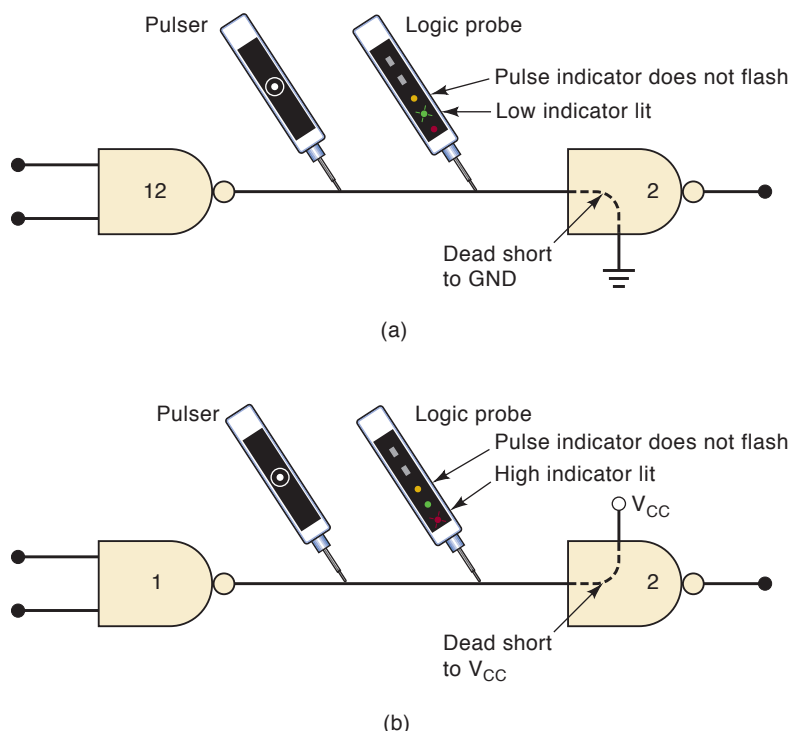 Pulser
Logic probe
Pulse indicator does not flash
Low indicator lit
12
2
Dead short
to GND
(a)
Pulser
Logic probe
Pulse indicator does not flash
High indicator lit
VCC
1
2
Dead short
to VCC
(b)